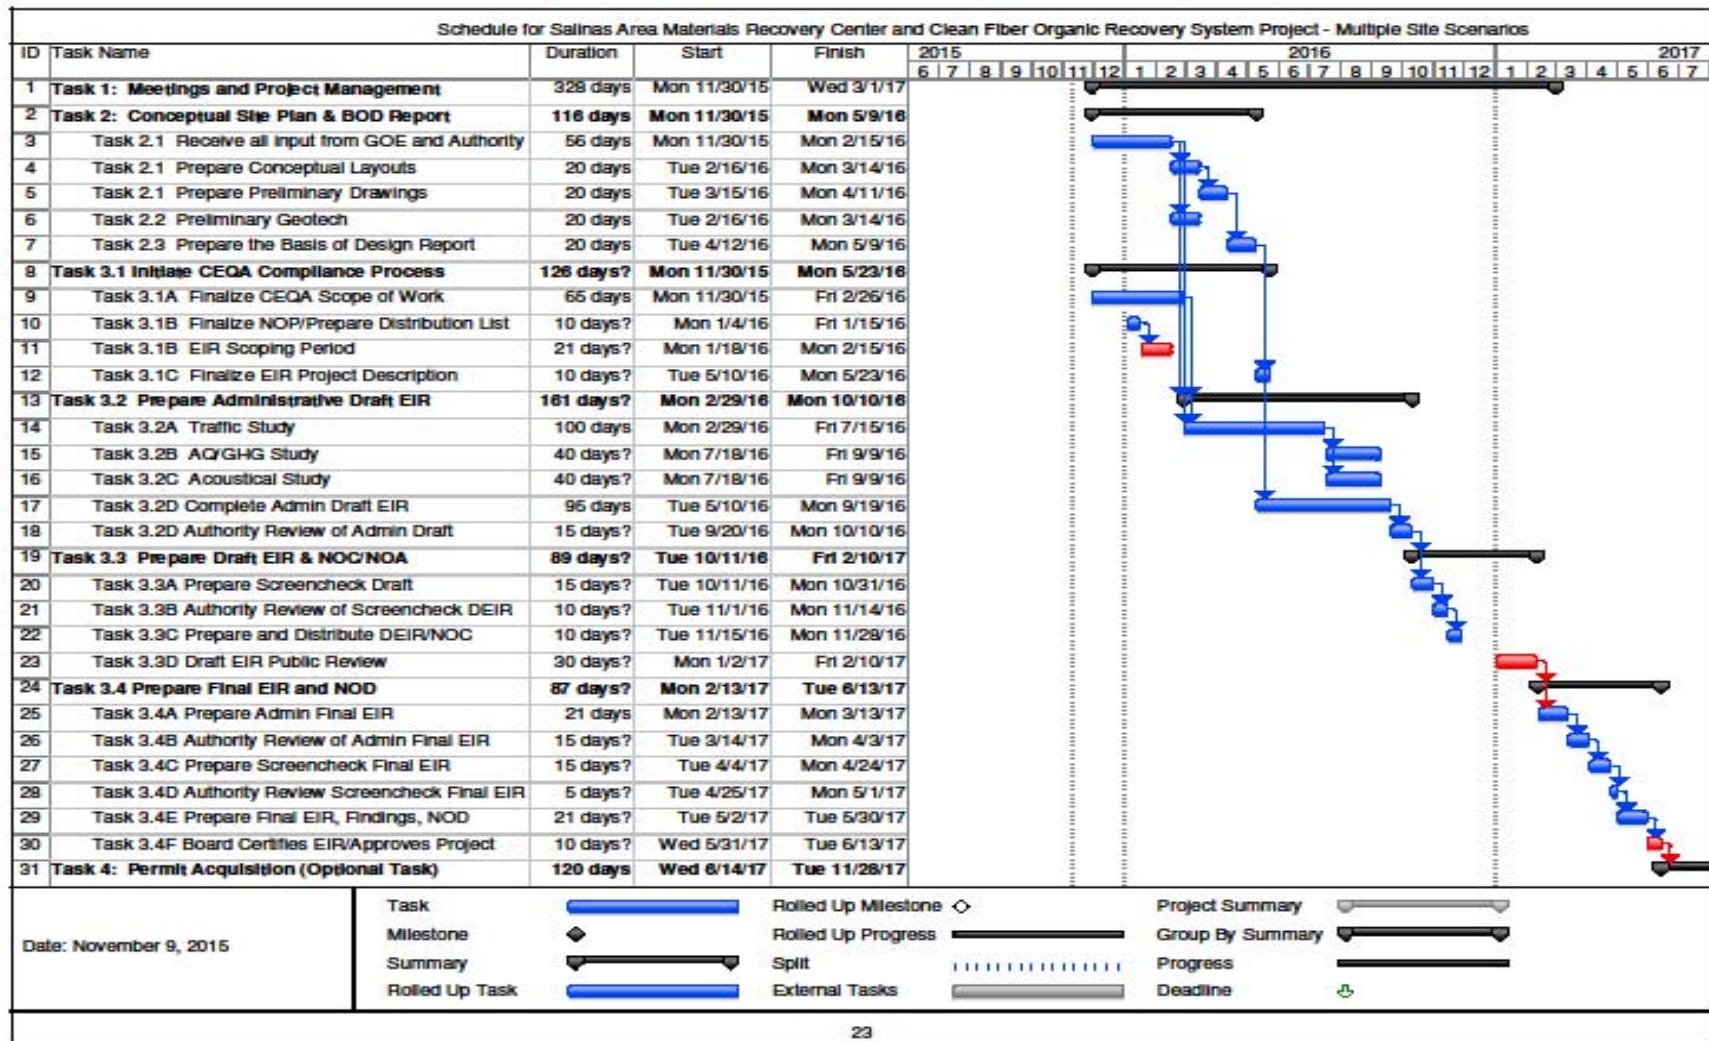 Schedule for Salinas Area Materials Recovery Center and Clean Fiber Organic Recovery System Project - Multiple Site Scenarios
ID Task Name Duration Start Finish 2015 2016 2017
6 7 8 9 10 11 12 1 2 3 4 5 6 7 8 9 10 11 12 1 2 3 4 5 6 7
1 Task 1: Meetings and Project Management 328 days Mon 11/30/15 Wed 3/1/17
2 Task 2: Conceptual Site Plan & BOD Report 116 days Mon 11/30/15 Mon 5/9/16
3 Task 2.1 Receive all input from GOE and Authority 56 days Mon 11/30/15 Mon 2/15/16
4 Task 2.1 Prepare Conceptual Layouts 20 days Tue 2/16/16 Mon 3/14/16
5 Task 2.1 Prepare Preliminary Drawings 20 days Tue 3/15/16 Mon 4/11/16
6 Task 2.2 Preliminary Geotech 20 days Tue 2/16/16 Mon 3/14/16
7 Task 2.3 Prepare the Basis of Design Report 20 days Tue 4/12/16 Mon 5/9/16
8 Task 3.1 Initiate CEQA Compliance Process 126 days? Mon 11/30/15 Mon 5/23/16
9 Task 3.1A Finalize CEQA Scope of Work 65 days Mon 11/30/15 Fri 2/26/16
10 Task 3.1B Finalize NOP/Prepare Distribution List 10 days? Mon 1/4/16 Fri 1/15/16
11 Task 3.1B EIR Scoping Period 21 days? Mon 1/18/16 Mon 2/15/16
12 Task 3.1C Finalize EIR Project Description 10 days? Tue 5/10/16 Mon 5/23/16
13 Task 3.2 Prepare Administrative Draft EIR 161 days? Mon 2/29/16 Mon 10/10/16
14 Task 3.2A Traffic Study 100 days Mon 2/29/16 Fri 7/15/16
15 Task 3.2B AQ/GHG Study 40 days? Mon 7/18/16 Fri 9/9/16
16 Task 3.2C Acoustical Study 40 days? Mon 7/18/16 Fri 9/9/16
17 Task 3.2D Complete Admin Draft EIR 95 days Tue 5/10/16 Mon 9/19/16
18 Task 3.2D Authority Review of Admin Draft 15 days? Tue 9/20/16 Mon 10/10/16
19 Task 3.3 Prepare Draft EIR & NOC/NOA 89 days? Tue 10/11/16 Fri 2/10/17
20 Task 3.3A Prepare Screencheck Draft 15 days? Tue 10/11/16 Mon 10/31/16
21 Task 3.3B Authority Review of Screencheck DEIR 10 days? Tue 11/1/16 Mon 11/14/16
22 Task 3.3C Prepare and Distribute DEIR/NOC 10 days? Tue 11/15/16 Mon 11/28/16
23 Task 3.3D Draft EIR Public Review 30 days? Mon 1/2/17 Fri 2/10/17
24 Task 3.4 Prepare Final EIR and NOD 87 days? Mon 2/13/17 Tue 6/13/17
25 Task 3.4A Prepare Admin Final EIR 21 days Mon 2/13/17 Mon 3/13/17
26 Task 3.4B Authority Review of Admin Final EIR 15 days? Tue 3/14/17 Mon 4/3/17
27 Task 3.4C Prepare Screencheck Final EIR 15 days? Tue 4/4/17 Mon 4/24/17
28 Task 3.4D Authority Review Screencheck Final EIR 5 days? Tue 4/25/17 Mon 5/1/17
29 Task 3.4E Prepare Final EIR, Findings, NOD 21 days? Tue 5/2/17 Tue 5/30/17
30 Task 3.4F Board Certifies EIR/Approves Project 10 days? Wed 5/31/17 Tue 6/13/17
31 Task 4: Permit Acquisition (Optional Task) 120 days Wed 6/14/17 Tue 11/28/17
Date: November 9, 2015
Task Rolled Up Milestone Project Summary
Milestone Rolled Up Progress Group By Summary
Summary Split Progress
Rolled Up Task External Tasks Deadline
23